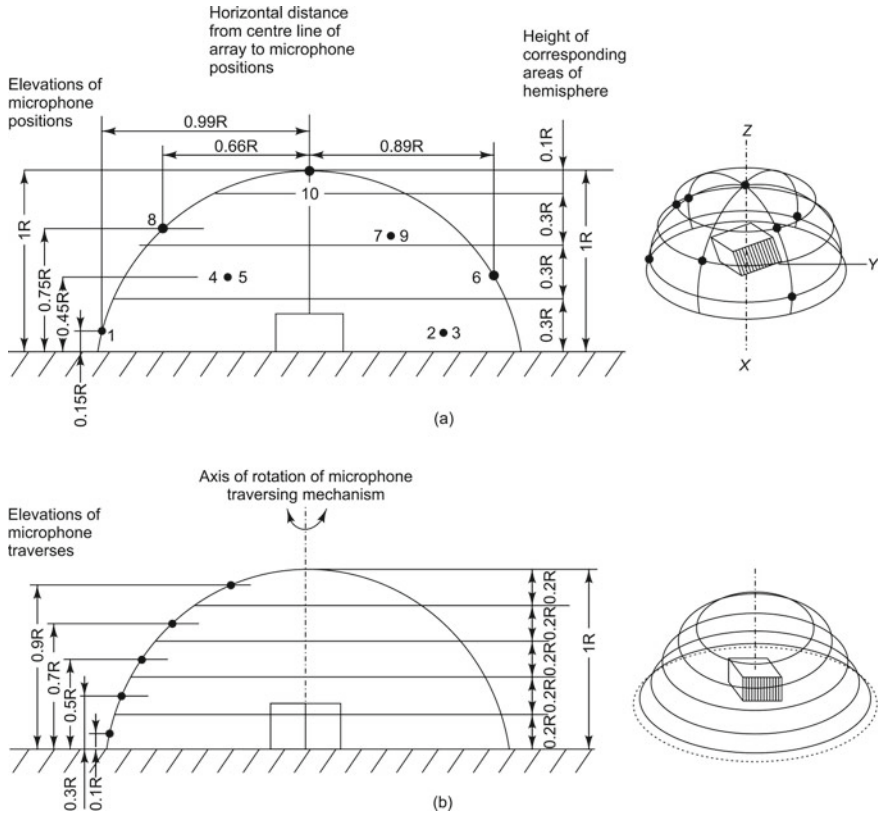 Horizontal distance
from centre line of
array to microphone
positions
Height of
corresponding
areas of
hemisphere
Elevations of
microphone
positions
0.99R
0.66R
0.89R
0.1R
Z
1R
0.75R
0.45R
0.15R
8
10
7
9
4
5
6
1
2
3
0.3R
0.3R
0.3R
1R
Y
X
(a)
Axis of rotation of microphone
traversing mechanism
Elevations of
microphone
traverses
0.9R
0.7R
0.5R
0.3R
0.1R
0.2R
0.2R
0.2R
0.2R
0.2R
1R
(b)